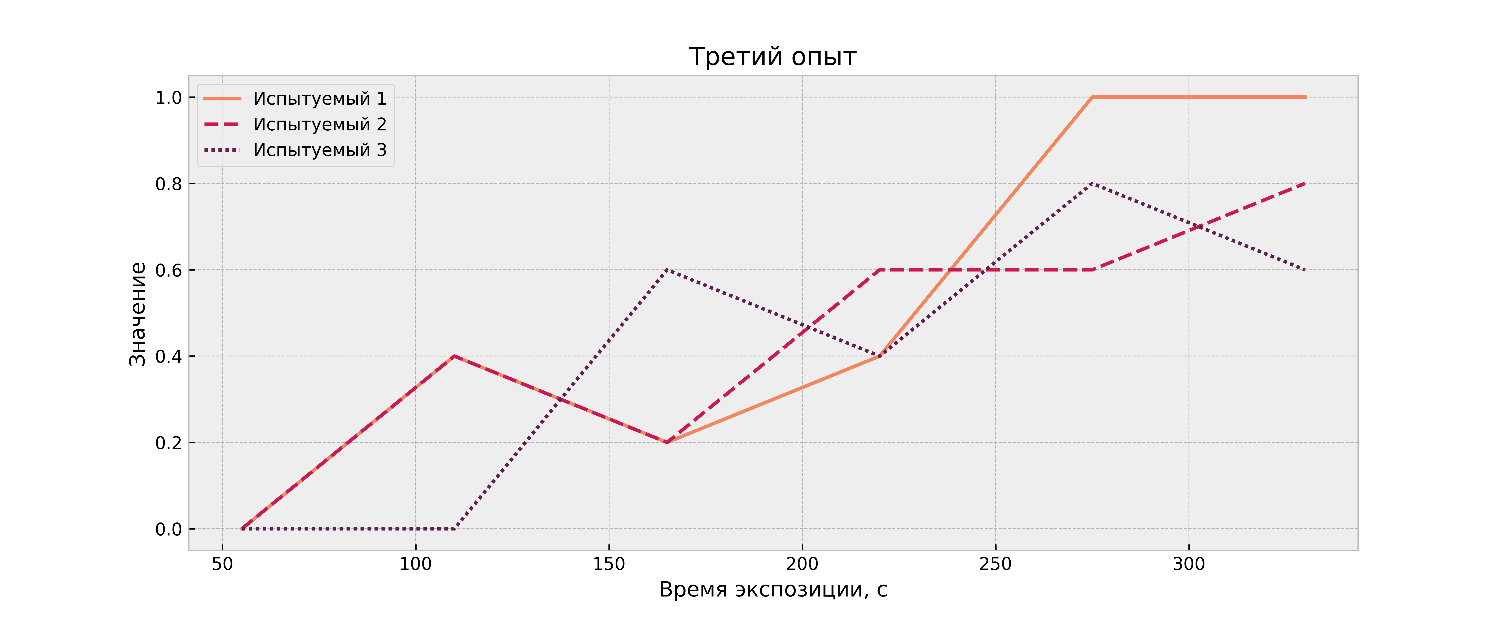 Третий опыт
Испытуемый 1
Испытуемый 2
Испытуемый 3
Значение
1.0
0.8
0.6
0.4
0.2
0.0
50 100 150 200 250 300
Время экспозиции, с